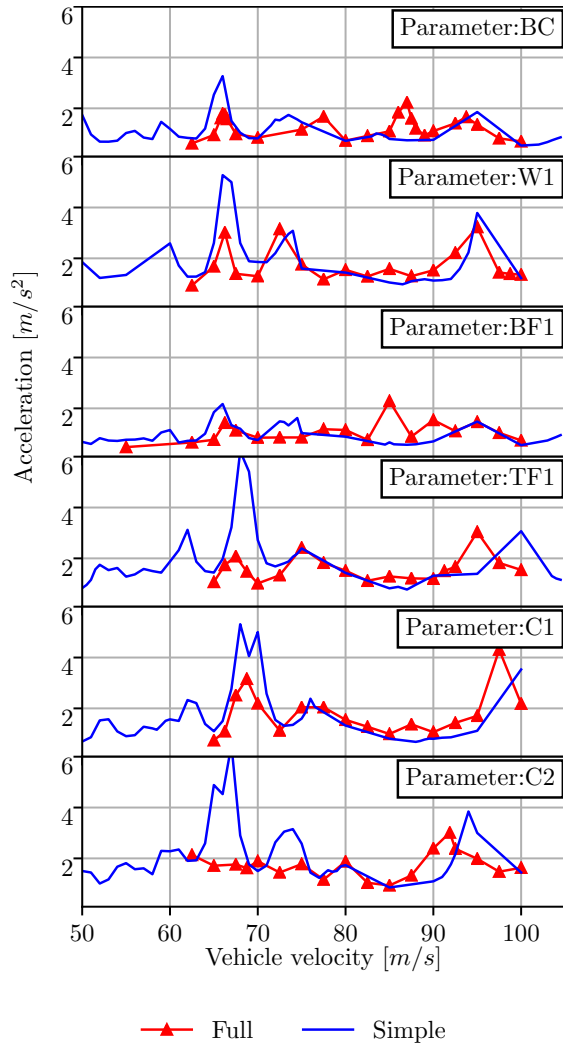 6
Parameter:BC
4
2
6
Parameter:W1
4
2
6
Parameter:BF1
4
2
6
Parameter:TF1
4
2
6
Parameter:C1
4
2
6
Parameter:C2
4
2
Acceleration [m/s²]
50 60 70 80 90 100
Vehicle velocity [m/s]
Full Simple